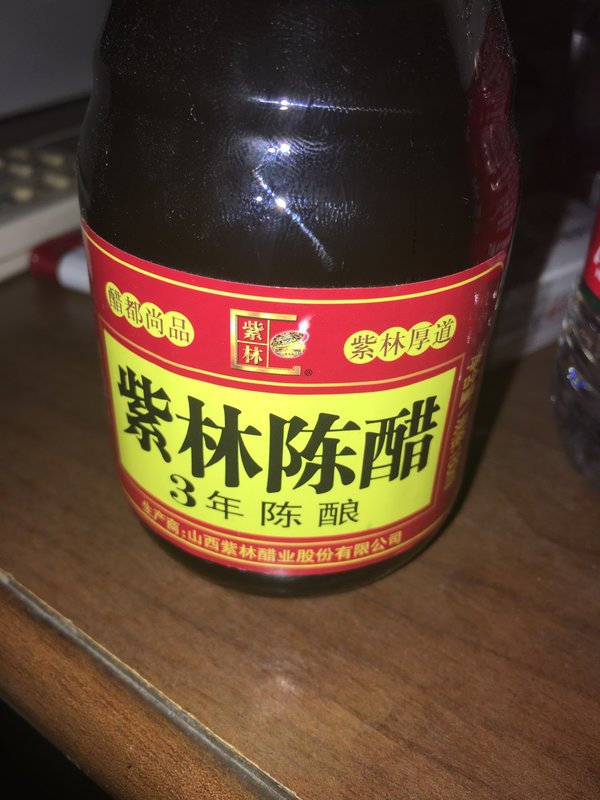 醋都尚品
紫林
®
紫林厚道
紫林陈醋
3年陈酿
生产商:山西紫林醋业股份有限公司